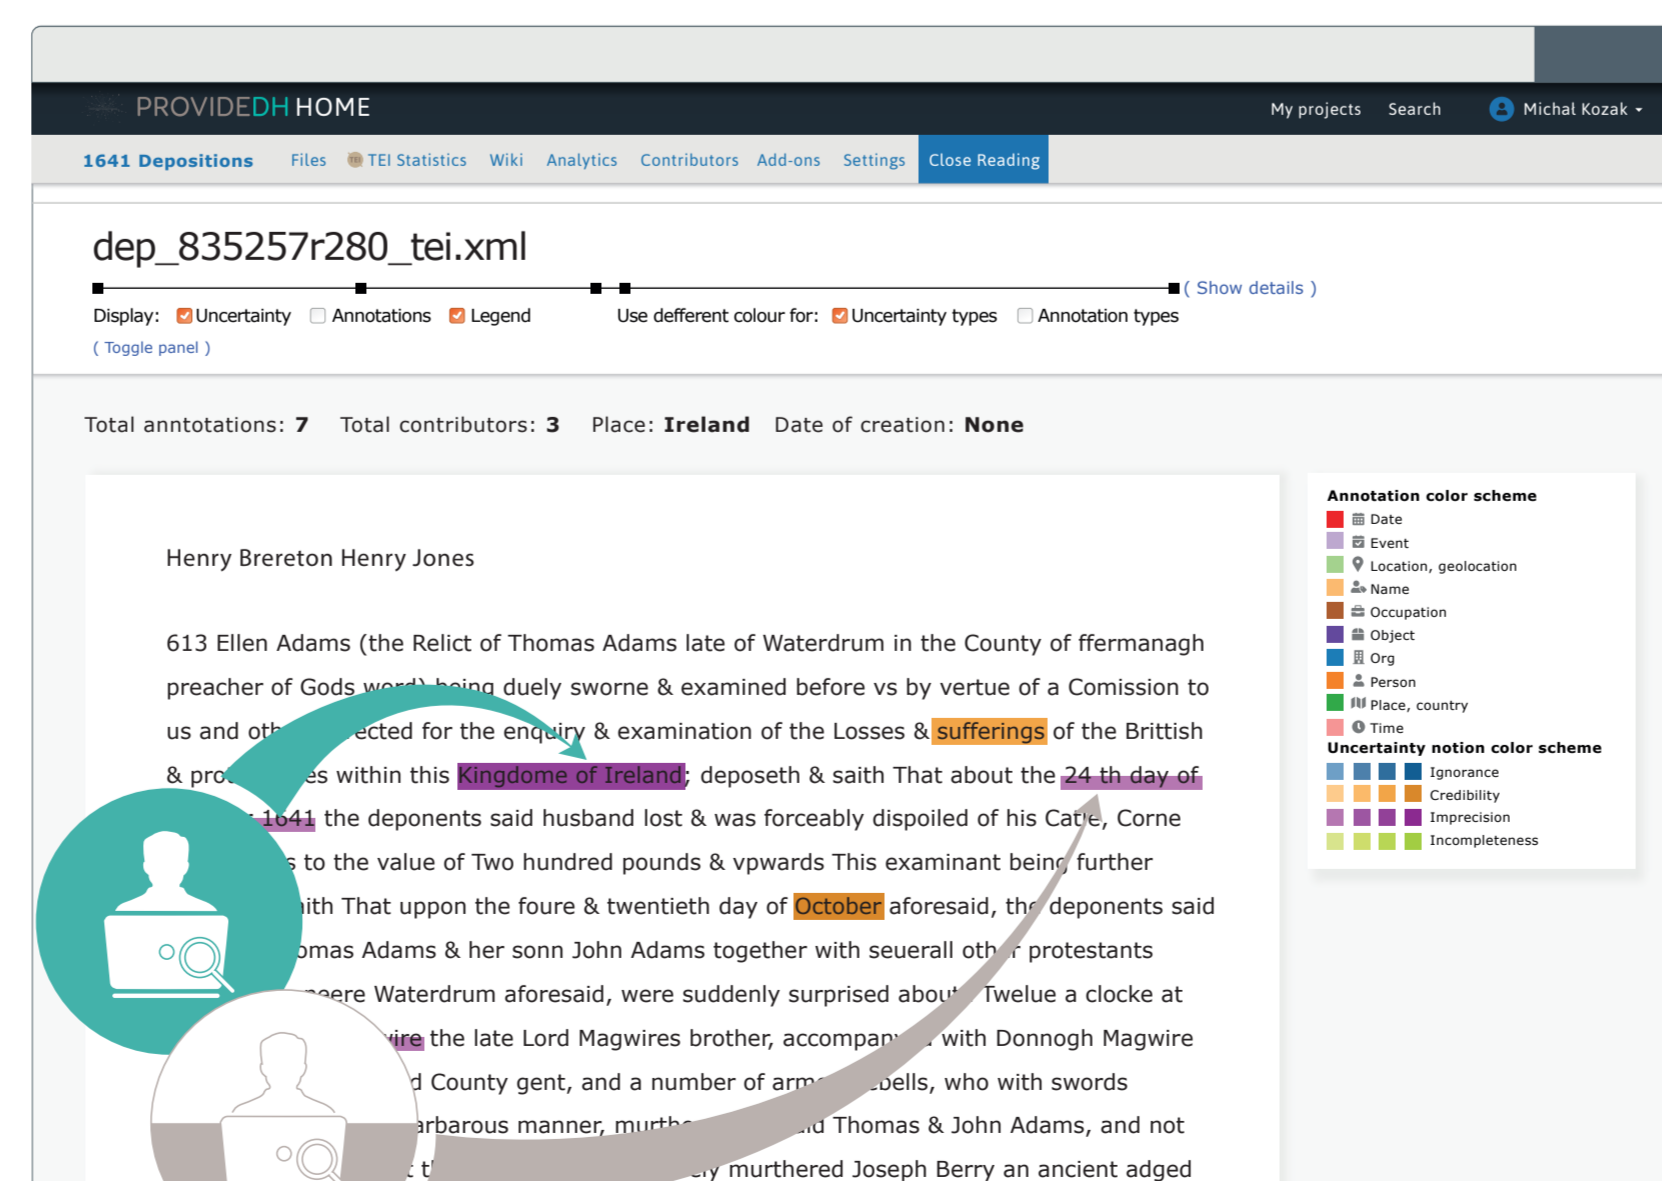 PROVIDEDH HOME My projects Search Michał Kozak
1641 Depositions Files TEI Statistics Wiki Analytics Contributors Add-ons Settings Close Reading
dep_835257r280_tei.xml
( Show details )
Display: Uncertainty Annotations Legend Use defferent colour for: Uncertainty types Annotation types
( Toggle panel )
Total anntotations: 7 Total contributors: 3 Place: Ireland Date of creation: None
Henry Brereton Henry Jones
613 Ellen Adams (the Relict of Thomas Adams late of Waterdrum in the County of ffermanagh
preacher of Gods word) being duely sworne & examined before vs by vertue of a Comission to
us and oth ected for the enquiry & examination of the Losses & sufferings of the Brittish
& pro es within this Kingdome of Ireland; deposeth & saith That about the 24 th day of
1641 the deponents said husband lost & was forceably dispoiled of his Catle, Corne
s to the value of Two hundred pounds & vpwards This examinant being further
ith That uppon the foure & twentieth day of October aforesaid, the deponents said
omas Adams & her sonn John Adams together with seuerall other protestants
neere Waterdrum aforesaid, were suddenly surprised about Twelue a clocke at
ire the late Lord Magwires brother, accompan d with Donnogh Magwire
d County gent, and a number of arm ebells, who with swords
arbarous manner, murthe id Thomas & John Adams, and not
t t ely murthered Joseph Berry an ancient adged
Annotation color scheme
Date
Event
Location, geolocation
Name
Occupation
Object
Org
Person
Place, country
Time
Uncertainty notion color scheme
Ignorance
Credibility
Imprecision
Incompleteness